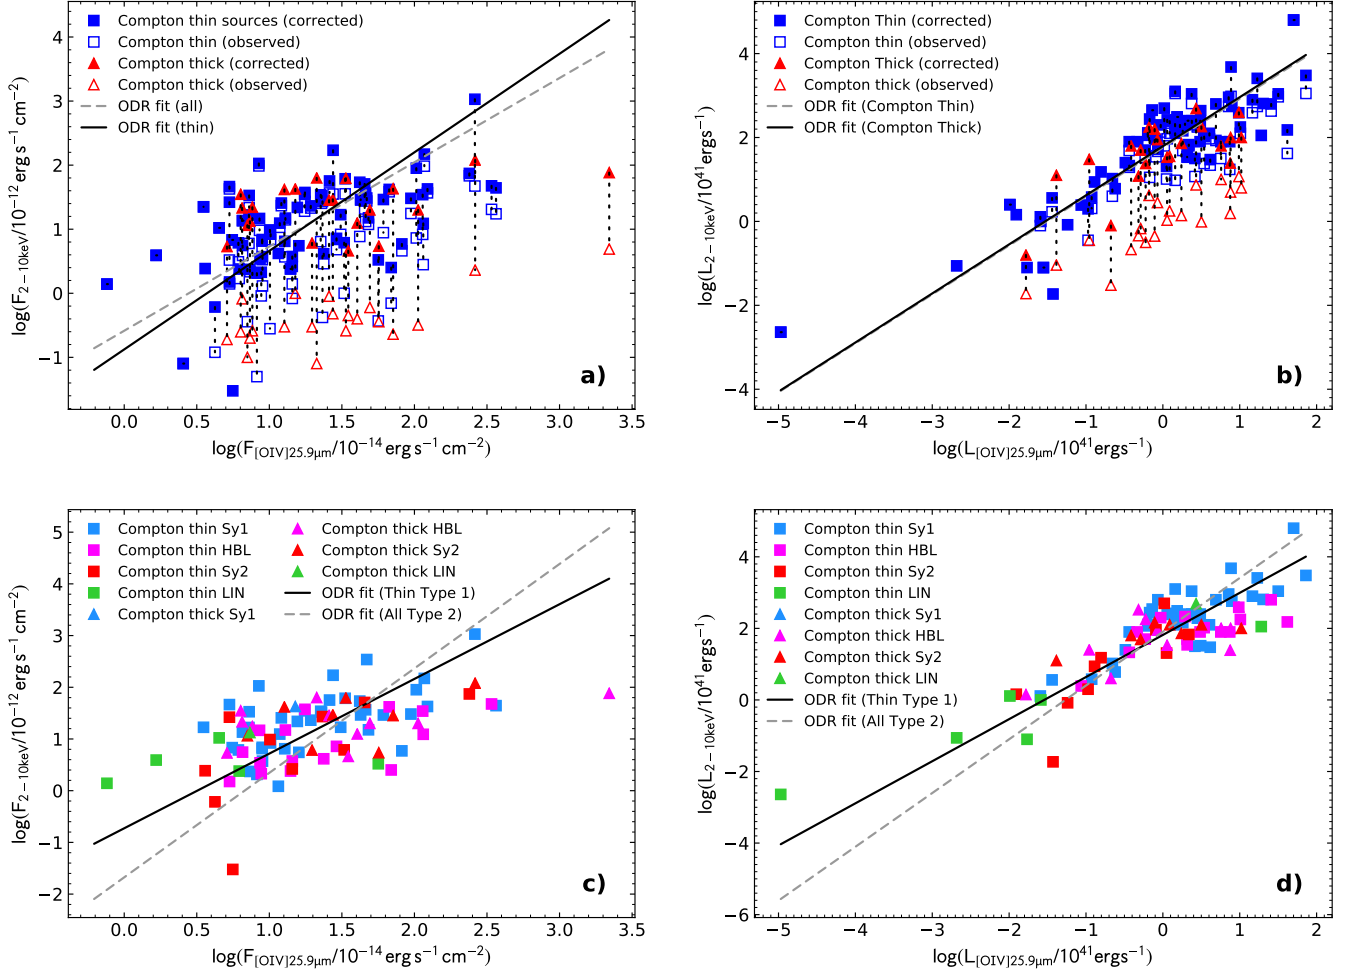 Compton thin sources (corrected)
Compton thin (observed)
Compton thick (corrected)
Compton thick (observed)
ODR fit (all)
ODR fit (thin)
4
3
2
1
0
−1
log(F2−10keV/10−12erg s−1 cm−2)
a)
0.0 0.5 1.0 1.5 2.0 2.5 3.0 3.5
log(F[OIV]25.9μm/10−14 erg s−1 cm−2)
Compton Thin (corrected)
Compton thin (observed)
Compton Thick (corrected)
Compton thick (observed)
ODR fit (Compton Thin)
ODR fit (Compton Thick)
4
2
0
−2
−4
log(L2−10keV/1041ergs−1)
b)
−5 −4 −3 −2 −1 0 1 2
log(L[OIV]25.9μm/1041ergs−1)
Compton thin Sy1
Compton thin HBL
Compton thin Sy2
Compton thin LIN
Compton thick Sy1
Compton thick HBL
Compton thick Sy2
Compton thick LIN
ODR fit (Thin Type 1)
ODR fit (All Type 2)
5
4
3
2
1
0
−1
−2
log(F2−10keV/10−12erg s−1 cm−2)
c)
0.0 0.5 1.0 1.5 2.0 2.5 3.0 3.5
log(F[OIV]25.9μm/10−14 erg s−1 cm−2)
Compton thin Sy1
Compton thin HBL
Compton thin Sy2
Compton thin LIN
Compton thick Sy1
Compton thick HBL
Compton thick Sy2
Compton thick LIN
ODR fit (Thin Type 1)
ODR fit (All Type 2)
4
2
0
−2
−4
−6
log(L2−10keV/1041ergs−1)
d)
−5 −4 −3 −2 −1 0 1 2
log(L[OIV]25.9μm/1041ergs−1)